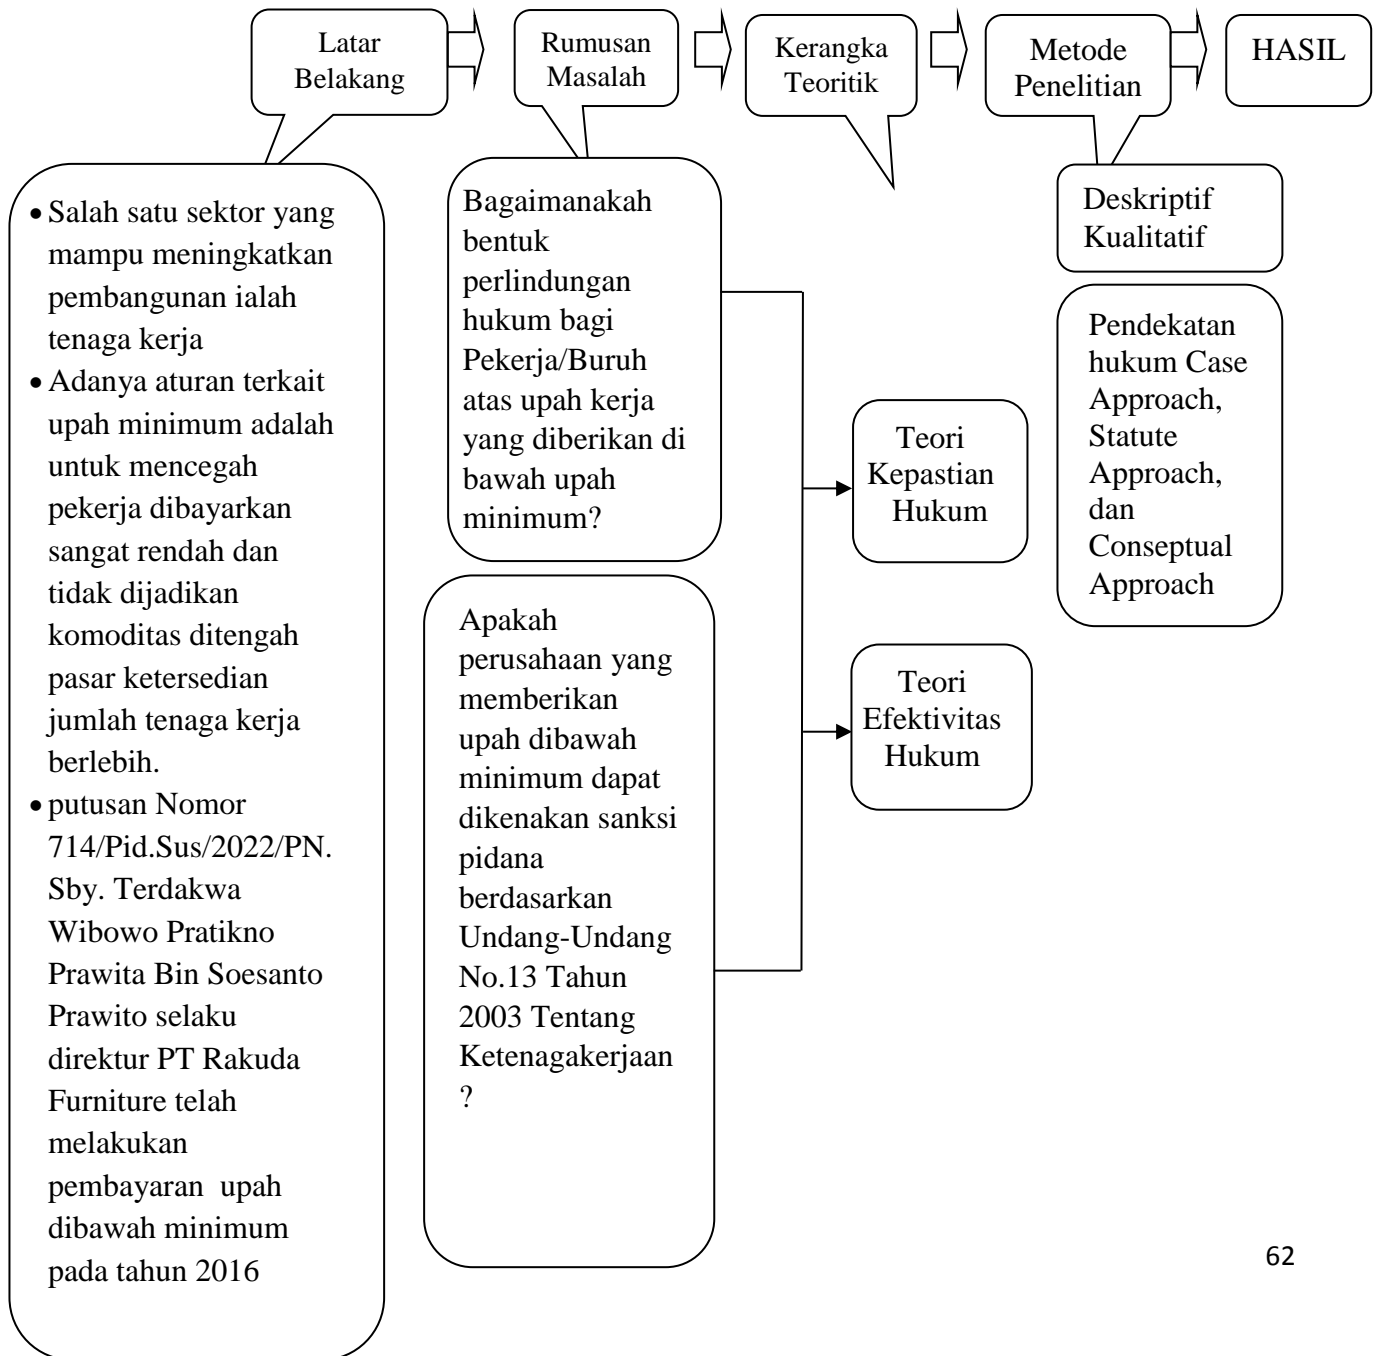 Latar
Belakang
Rumusan
Masalah
Kerangka
Teoritik
Metode
Penelitian
HASIL
• Salah satu sektor yang
mampu meningkatkan
pembangunan ialah
tenaga kerja
• Adanya aturan terkait
upah minimum adalah
untuk mencegah
pekerja dibayarkan
sangat rendah dan
tidak dijadikan
komoditas ditengah
pasar ketersedian
jumlah tenaga kerja
berlebih.
• putusan Nomor
714/Pid.Sus/2022/PN.
Sby. Terdakwa
Wibowo Pratikno
Prawita Bin Soesanto
Prawito selaku
direktur PT Rakuda
Furniture telah
melakukan
pembayaran upah
dibawah minimum
pada tahun 2016
Bagaimanakah
bentuk
perlindungan
hukum bagi
Pekerja/Buruh
atas upah kerja
yang diberikan di
bawah upah
minimum?
Apakah
perusahaan yang
memberikan
upah dibawah
minimum dapat
dikenakan sanksi
pidana
berdasarkan
Undang-Undang
No.13 Tahun
2003 Tentang
Ketenagakerjaan
?
Teori
Kepastian
Hukum
Teori
Efektivitas
Hukum
Deskriptif
Kualitatif
Pendekatan
hukum Case
Approach,
Statute
Approach,
dan
Conseptual
Approach
62